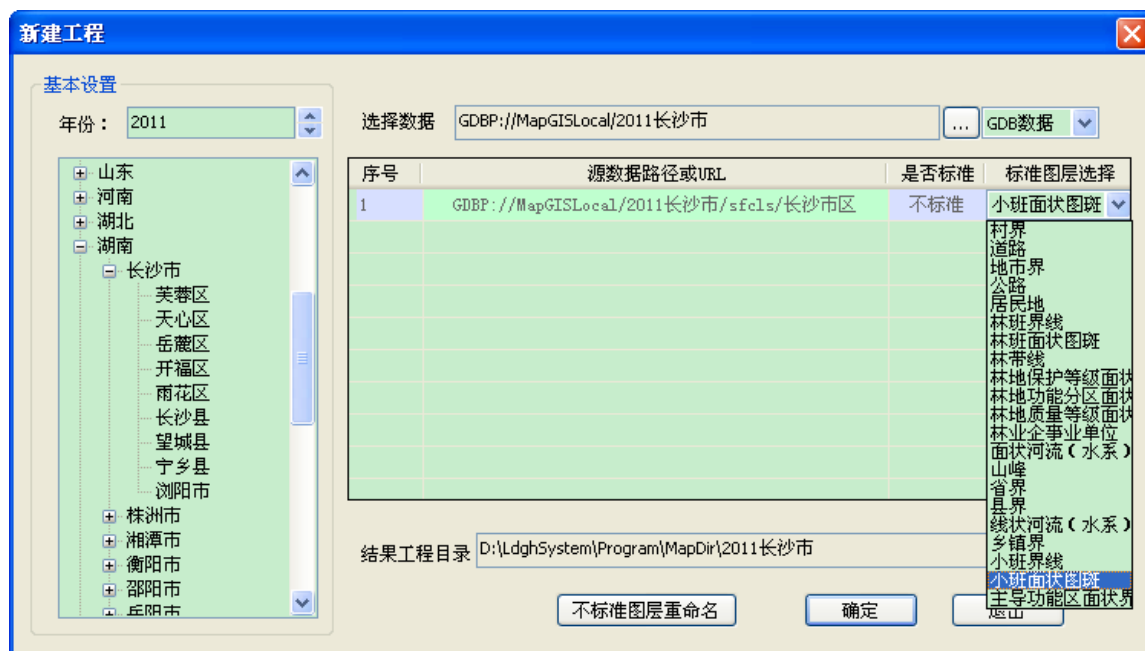 新建工程
基本设置
年份： 2011
选择数据 GDBP://MapGISLocal/2011长沙市 ... GDB数据
山东
河南
湖北
湖南
长沙市
芙蓉区
天心区
岳麓区
开福区
雨花区
长沙县
望城县
宁乡县
浏阳市
株洲市
湘潭市
衡阳市
邵阳市
岳阳市
序号 源数据路径或URL 是否标准 标准图层选择
1 GDBP://MapGISLocal/2011长沙市/sfcls/长沙市区 不标准 小班面状图斑
村界
道路
地市界
公路
居民地
林班界线
林班面状图斑
林带线
林地保护等级面状
林地功能分区面状
林地质量等级面状
林业企事业单位
面状河流（水系）
山峰
省界
县界
线状河流（水系）
乡镇界
小班界线
小班面状图斑
主导功能区面状界
结果工程目录 D:\LdghSystem\Program\MapDir\2011长沙市
不标准图层重命名 确定 退出